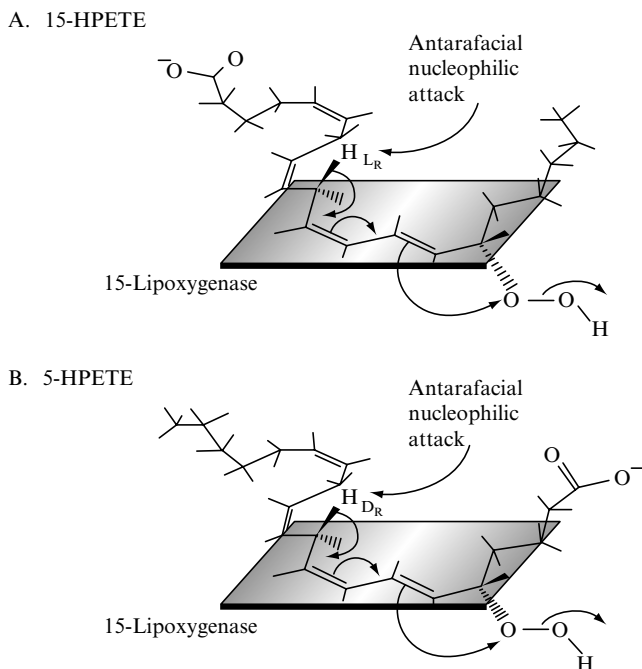 A. 15-HPETE
Antarafacial
nucleophilic
attack
O
−O
H LR
15-Lipoxygenase
O
O
H
B. 5-HPETE
Antarafacial
nucleophilic
attack
O
O−
H DR
15-Lipoxygenase
O
O
H